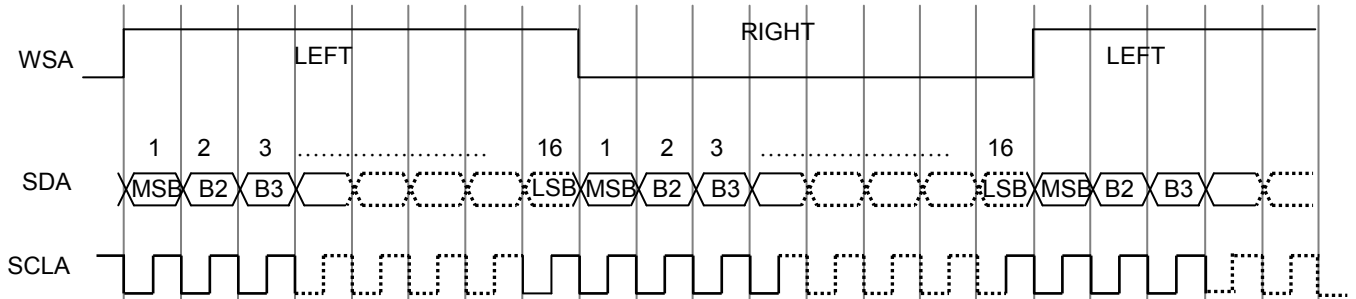 RIGHT
WSA LEFT LEFT
1 2 3 ........................ 16 1 2 3 ........................ 16
SDA MSB B2 B3 LSB MSB B2 B3 LSB MSB B2 B3
SCLA